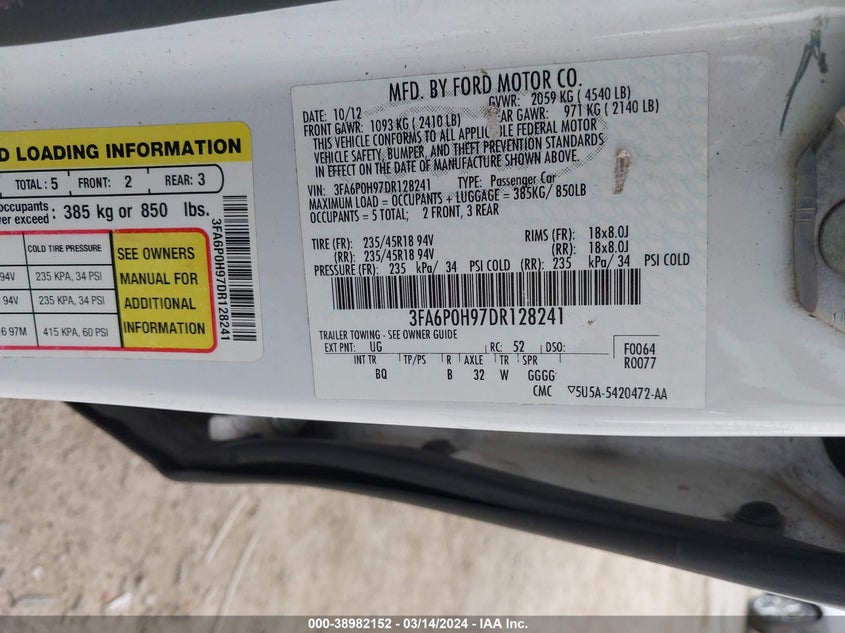 D LOADING INFORMATION
TOTAL: 5 FRONT: 2 REAR: 3
occupants
ver exceed: 385 kg or 850 lbs.
COLD TIRE PRESSURE
94V 235 KPA, 34 PSI
94V 235 KPA, 34 PSI
6 97M 415 KPA, 60 PSI
SEE OWNERS
MANUAL FOR
ADDITIONAL
INFORMATION
3FA6P0H97DR128241
MFD. BY FORD MOTOR CO.
DATE: 10/12 GVWR: 2059 KG ( 4540 LB)
FRONT GAWR: 1093 KG ( 2410 LB) EAR GAWR: 971 KG ( 2140 LB)
THIS VEHICLE CONFORMS TO ALL APPLICABLE FEDERAL MOTOR
VEHICLE SAFETY, BUMPER, AND THEFT PREVENTION STANDARDS
IN EFFECT ON THE DATE OF MANUFACTURE SHOWN ABOVE.
VIN: 3FA6P0H97DR128241 TYPE: Passenger Car
MAXIMUM LOAD = OCCUPANTS + LUGGAGE = 385KG/ 850LB
OCCUPANTS = 5 TOTAL; 2 FRONT, 3 REAR
TIRE (FR): 235/45R18 94V RIMS (FR): 18x8.0J
(RR): 235/45R18 94V (RR): 18x8.0J
PRESSURE (FR): 235 kPa/ 34 PSI COLD (RR): 235 kPa/ 34 PSI COLD
3FA6P0H97DR128241
TRAILER TOWING - SEE OWNER GUIDE
EXT PNT: UG RC: 52 DSO: F0064
INT TR TP/PS R AXLE TR SPR R0077
BQ B 32 W GGGG
CMC ▽5U5A-5420472-AA
000-38982152 - 03/14/2024 - IAA Inc.